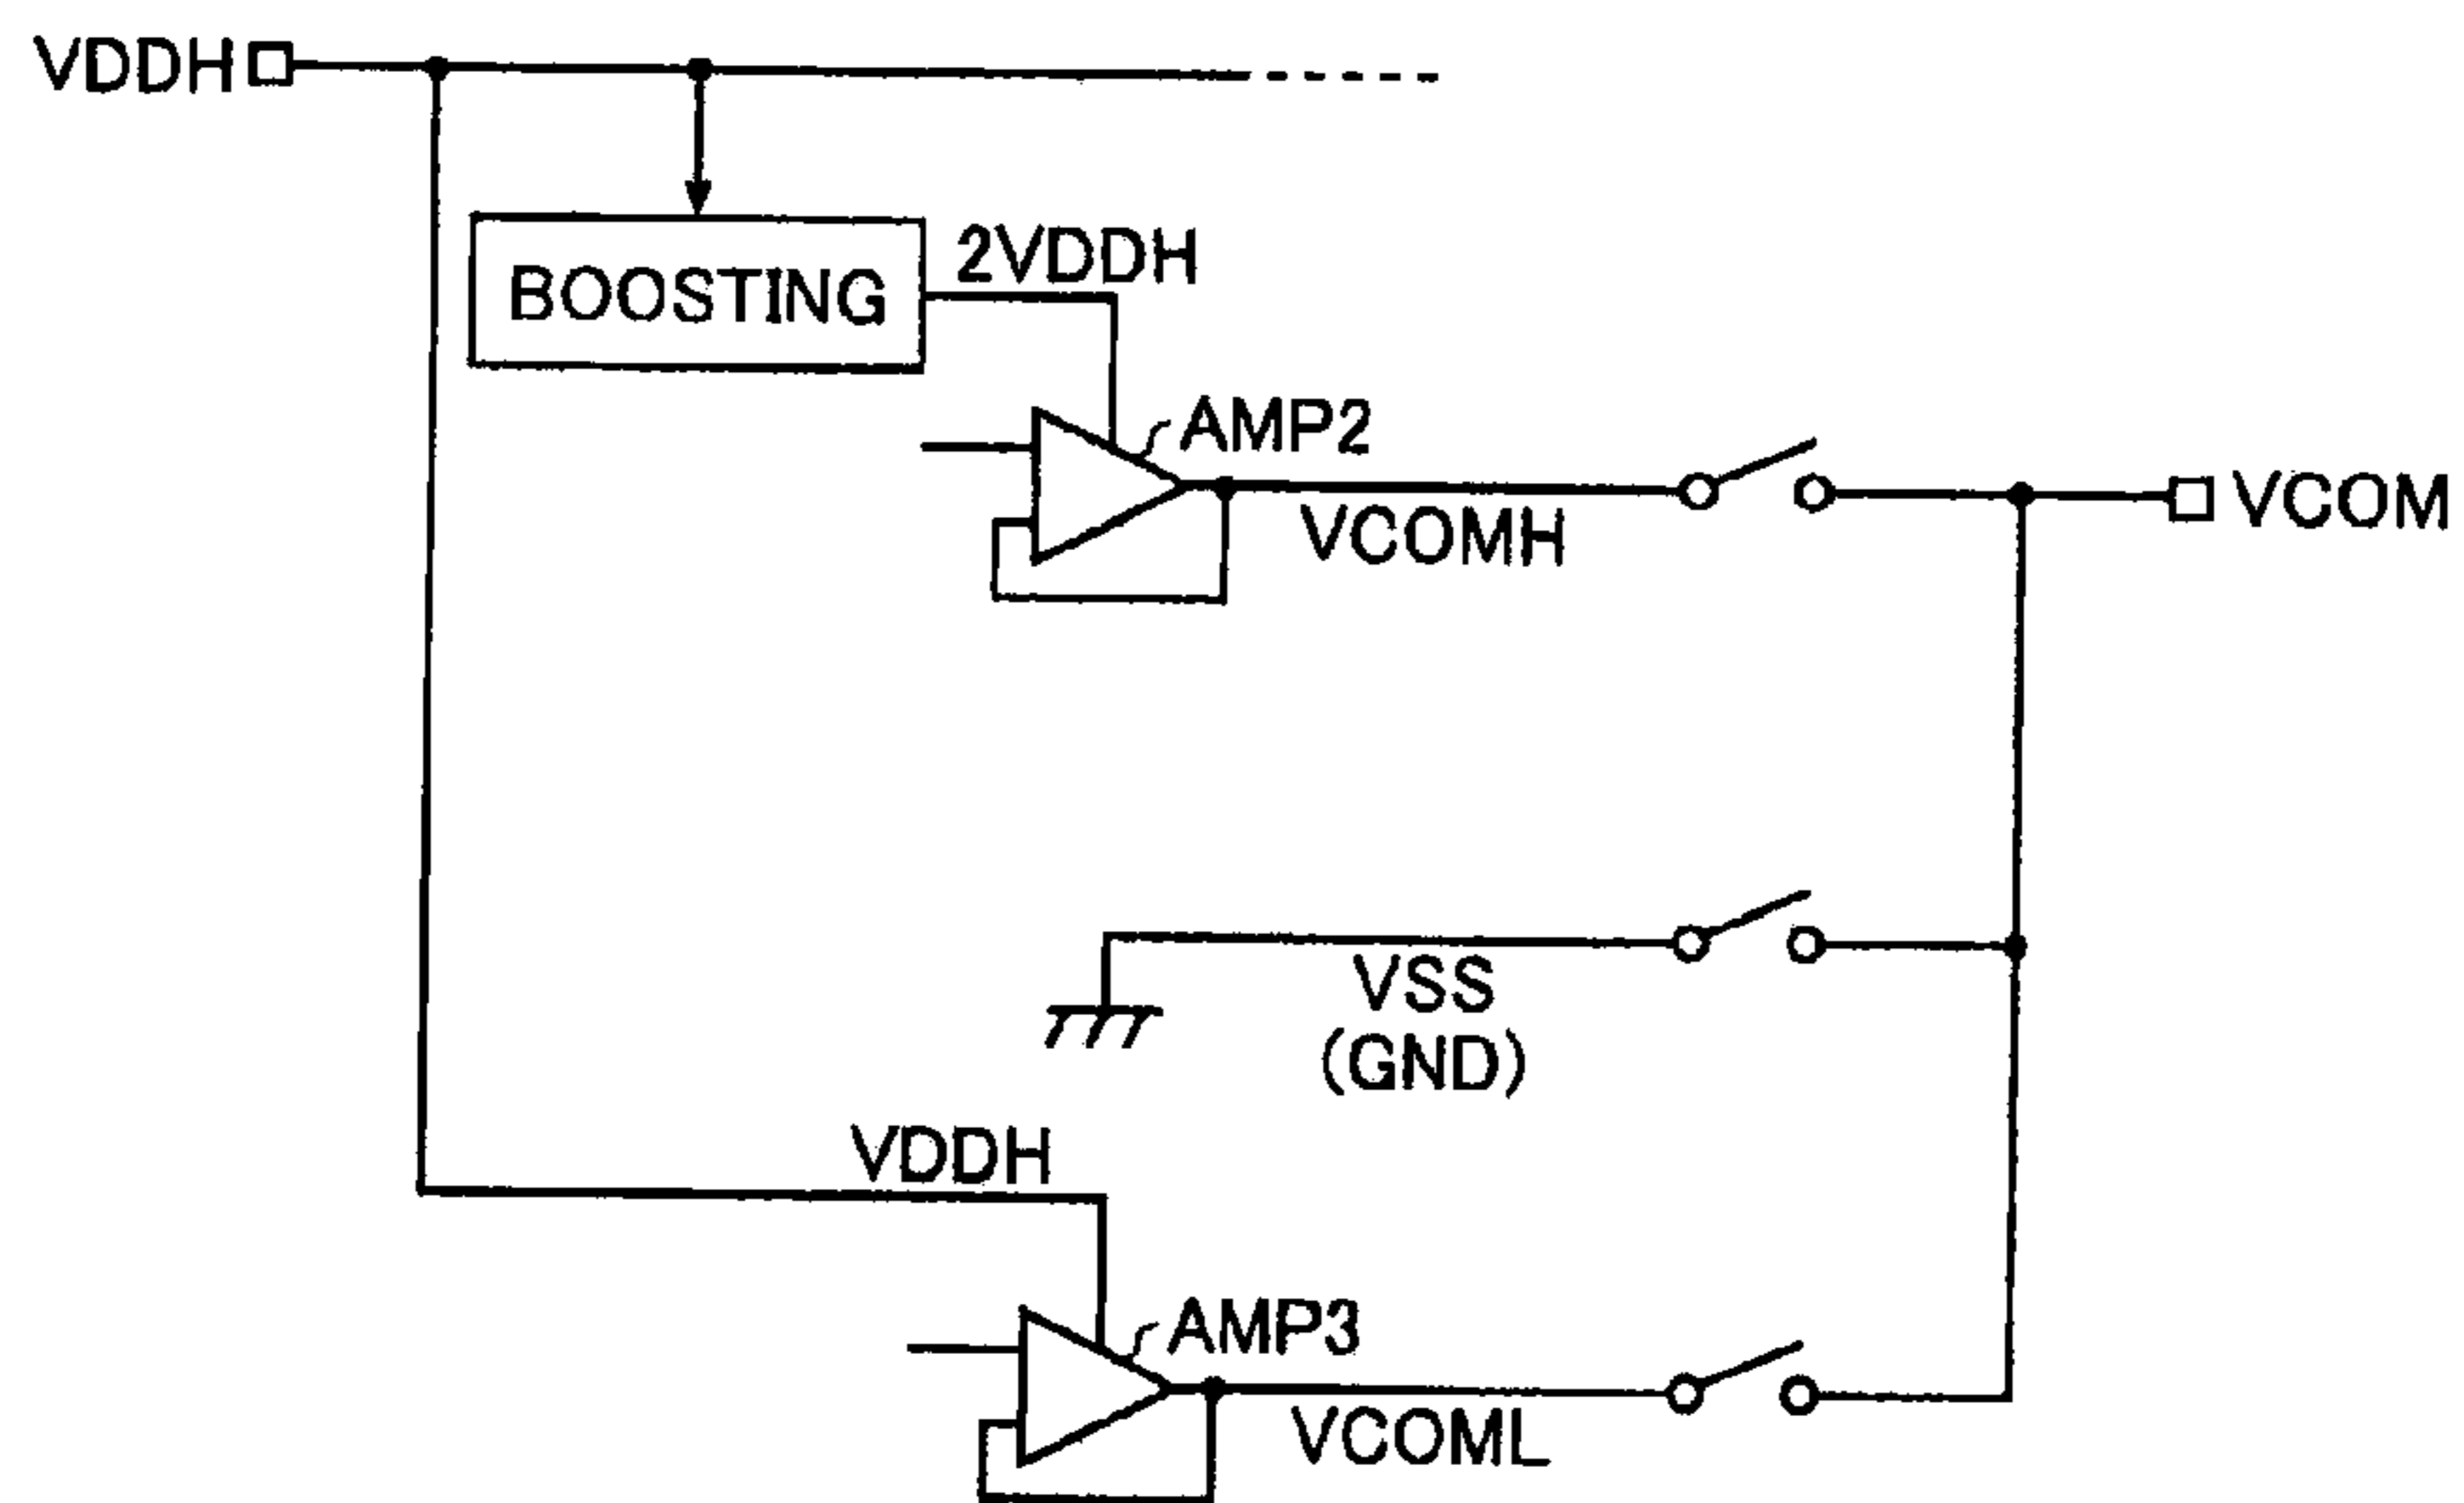 VDDH
2VDDH
BOOSTING
AMP2
VCOMH
VCOM
VSS
(GND)
VDDH
AMP3
VCOML